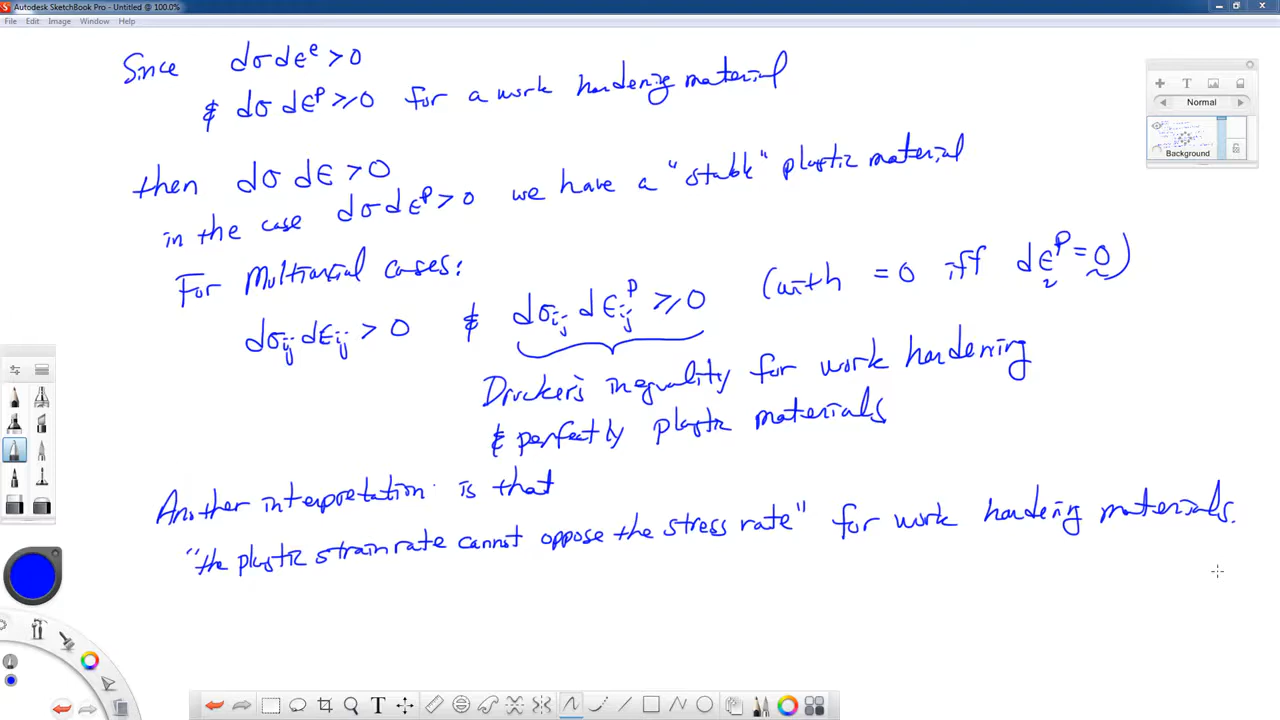 Autodesk SketchBook Pro - Untitled @ 100.0%
File Edit Image Window Help
Since dσ dε^e > 0
& dσ dε^p ≥ 0 for a work hardening material
then dσ dε > 0
in the case dσ dε^p > 0 we have a "stable" plastic material
For Multiaxial cases:
dσ_ij dε_ij > 0 & dσ_ij dε_ij^p ≥ 0 (with = 0 iff dε^p = 0)
Drucker's inequality for work hardening
& perfectly plastic materials
Another interpretation is that
"the plastic strain rate cannot oppose the stress rate" for work hardening materials.
Normal
Background